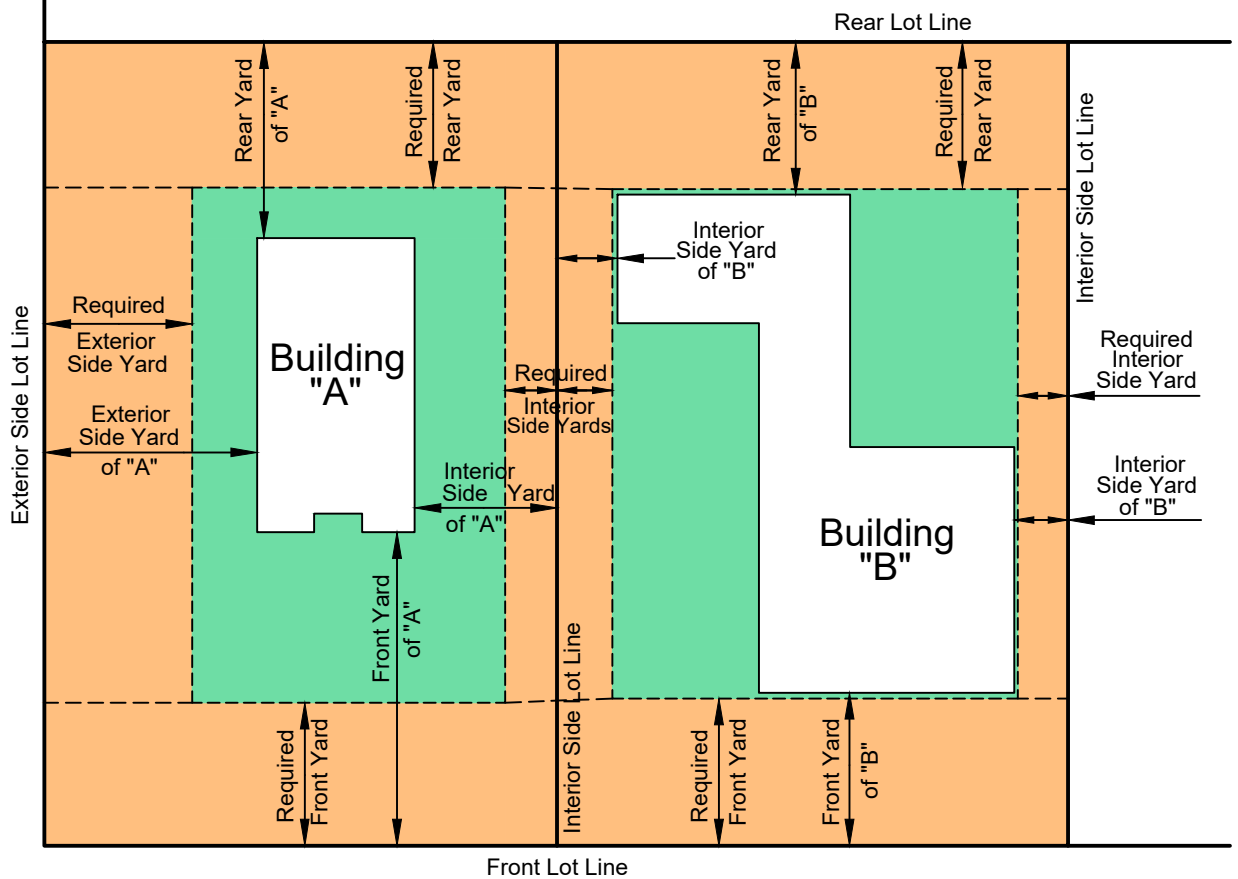 Rear Lot Line
Rear Yard
of "A"
Required
Rear Yard
Rear Yard
of "B"
Required
Rear Yard
Interior Side Lot Line
Interior
Side Yard
of "B"
Required
Exterior
Side Yard
Exterior Side Lot Line
Building
"A"
Required
Interior
Side Yards
Required
Interior
Side Yard
Exterior
Side Yard
of "A"
Interior
Side Yard
of "A"
Interior
Side Yard
of "B"
Building
"B"
Front Yard
of "A"
Interior Side Lot Line
Required
Front Yard
Required
Front Yard
Front Yard
of "B"
Front Lot Line